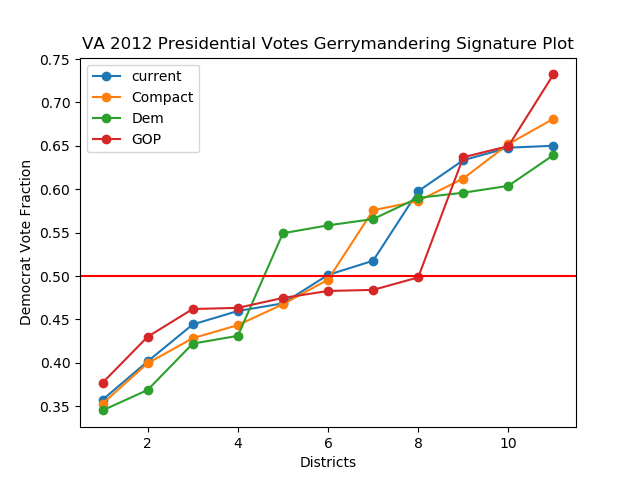 VA 2012 Presidential Votes Gerrymandering Signature Plot
0.75
0.70
0.65
0.60
0.55
0.50
0.45
0.40
0.35
Democrat Vote Fraction
current
Compact
Dem
GOP
2 4 6 8 10
Districts